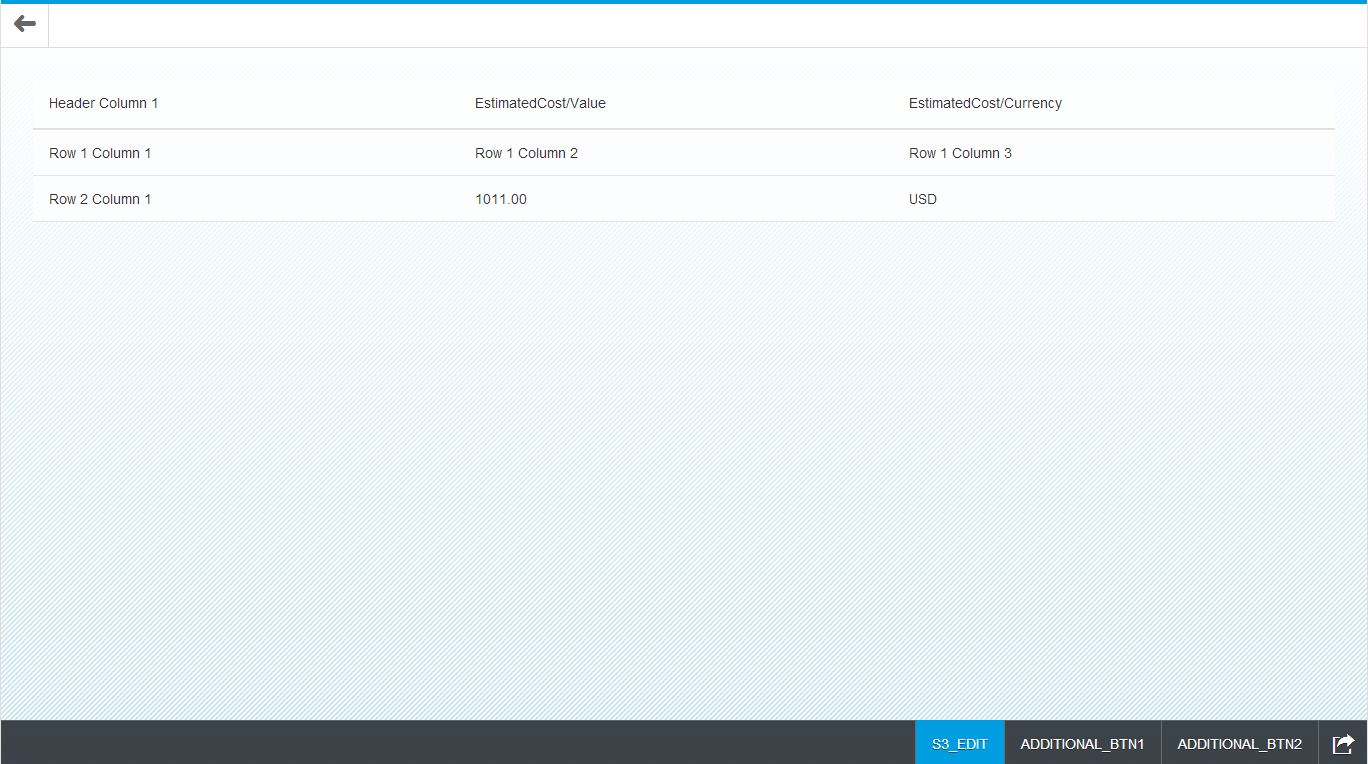 Header Column 1 EstimatedCost/Value EstimatedCost/Currency
Row 1 Column 1 Row 1 Column 2 Row 1 Column 3
Row 2 Column 1 1011.00 USD
S3_EDIT ADDITIONAL_BTN1 ADDITIONAL_BTN2